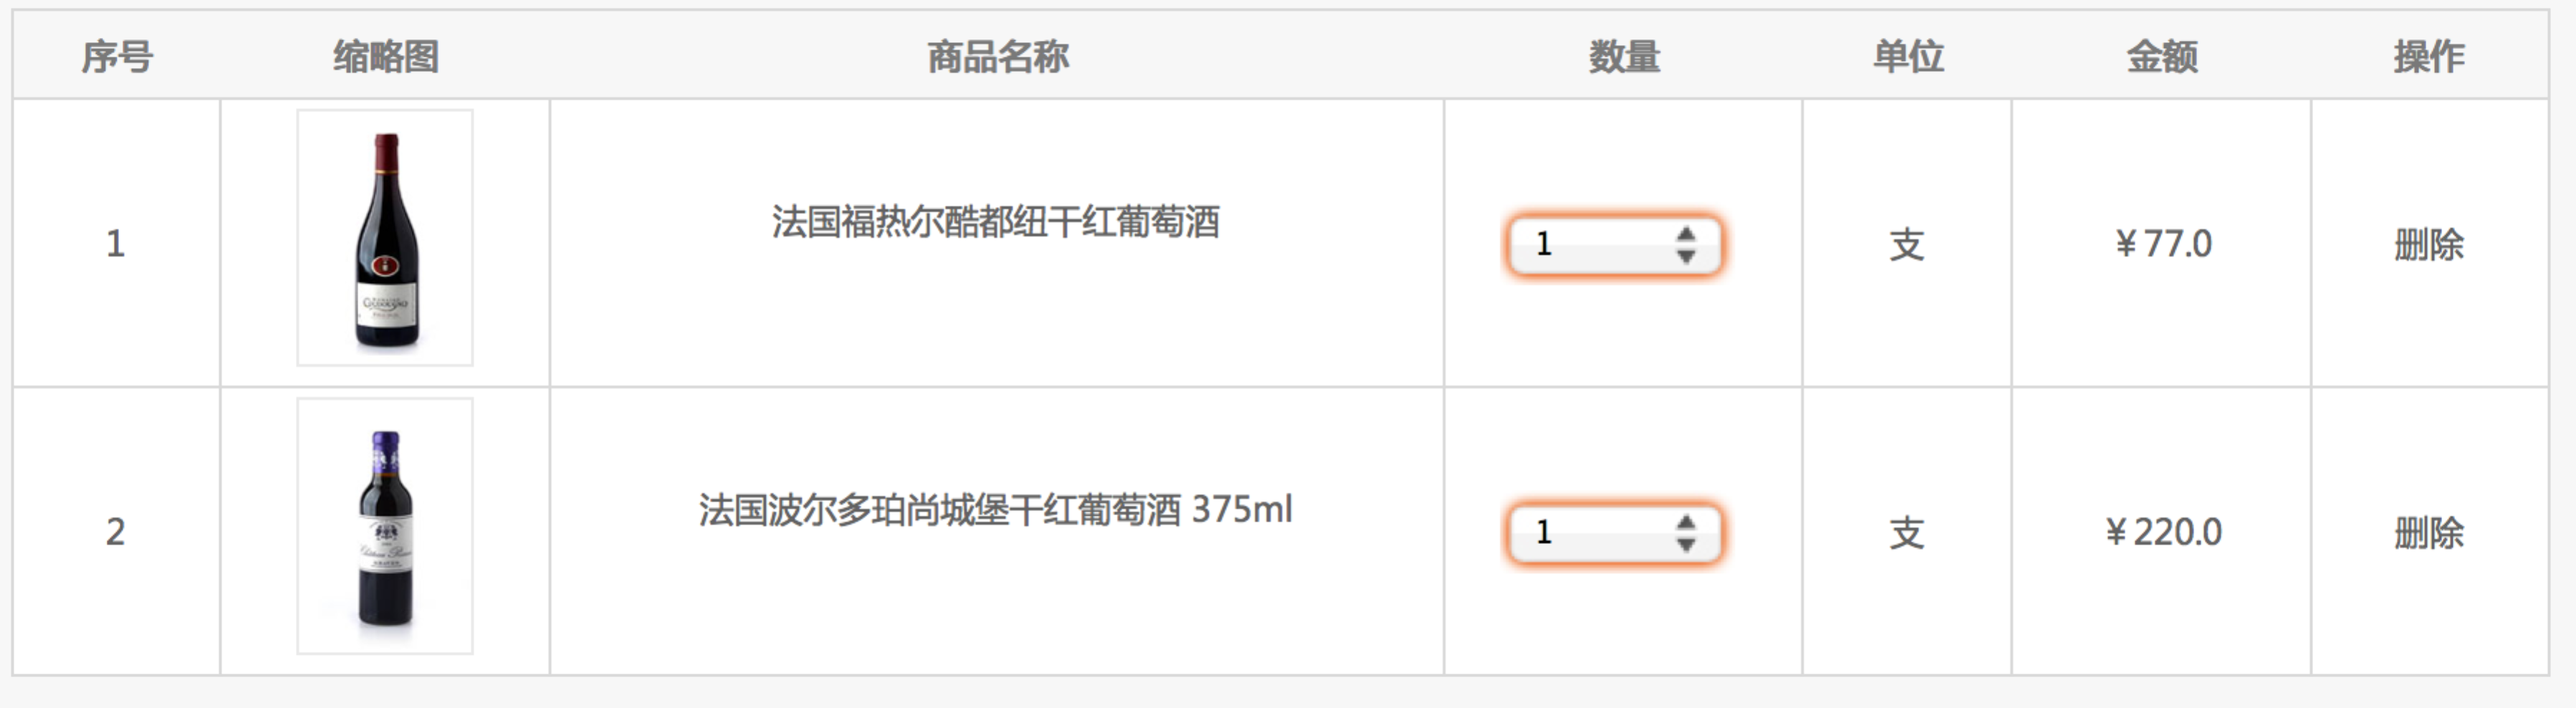 序号 缩略图 商品名称 数量 单位 金额 操作
1 法国福热尔酷都纽干红葡萄酒 1 支 ¥77.0 删除
2 法国波尔多珀尚城堡干红葡萄酒 375ml 1 支 ¥220.0 删除